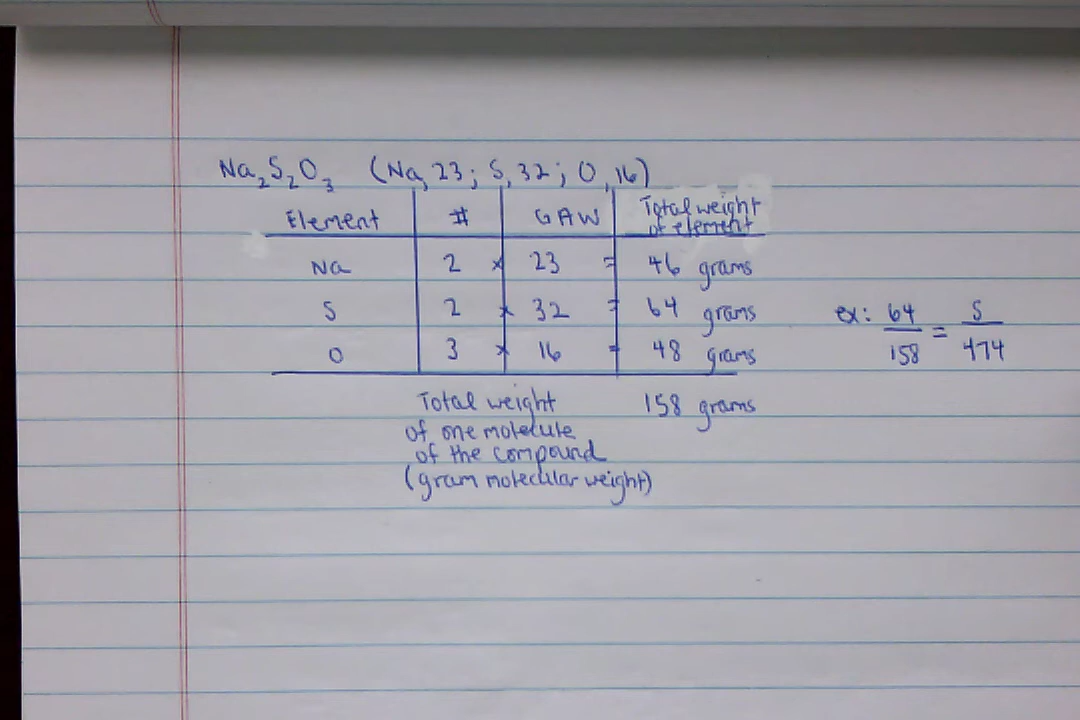 Na₂S₂O₃ (Na, 23; S, 32; O, 16)
Element # GAW Total weight of element
Na 2 × 23 = 46 grams
S 2 × 32 = 64 grams
O 3 × 16 = 48 grams
ex: 64/158 = S/474
Total weight 158 grams
of one molecule
of the compound
(gram molecular weight)